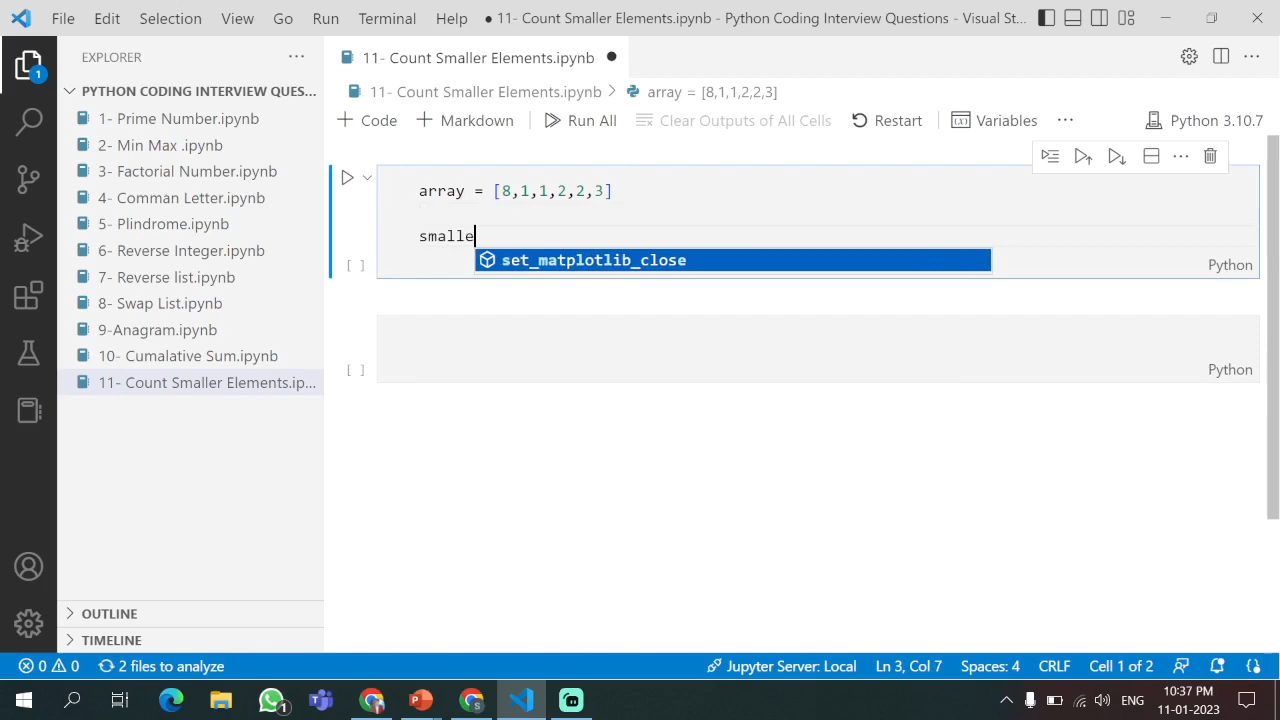 File Edit Selection View Go Run Terminal Help ● 11- Count Smaller Elements.ipynb - Python Coding Interview Questions - Visual St...
EXPLORER ...
11- Count Smaller Elements.ipynb ●
PYTHON CODING INTERVIEW QUES...
11- Count Smaller Elements.ipynb > array = [8,1,1,2,2,3]
+ Code + Markdown Run All Clear Outputs of All Cells Restart Variables ... Python 3.10.7
1- Prime Number.ipynb
2- Min Max .ipynb
3- Factorial Number.ipynb
4- Comman Letter.ipynb
5- Plindrome.ipynb
6- Reverse Integer.ipynb
7- Reverse list.ipynb
8- Swap List.ipynb
9-Anagram.ipynb
10- Cumalative Sum.ipynb
11- Count Smaller Elements.ip...
array = [8,1,1,2,2,3]
smalle
set_matplotlib_close
[ ] Python
[ ] Python
OUTLINE
TIMELINE
0 0 2 files to analyze Jupyter Server: Local Ln 3, Col 7 Spaces: 4 CRLF Cell 1 of 2
1
1
ENG
10:37 PM
11-01-2023